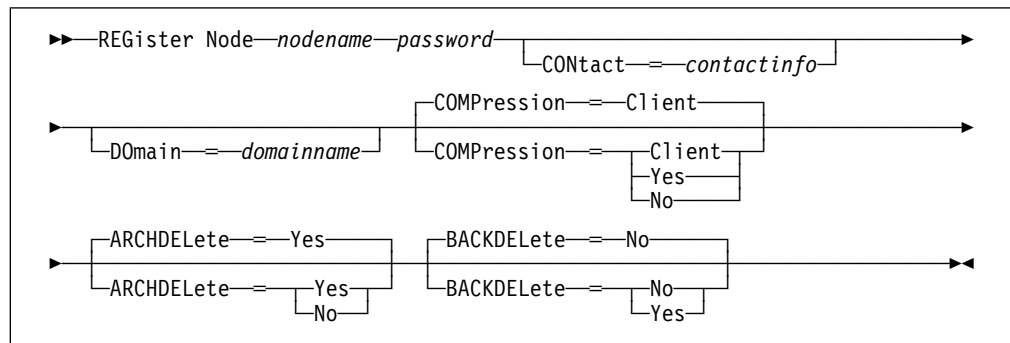 REGister Node nodename password
CONtact = contactinfo
COMPression = Client
DOmain = domainname COMPression = Client
Yes
No
ARCHDELete = Yes BACKDELete = No
ARCHDELete = Yes BACKDELete = No
No Yes